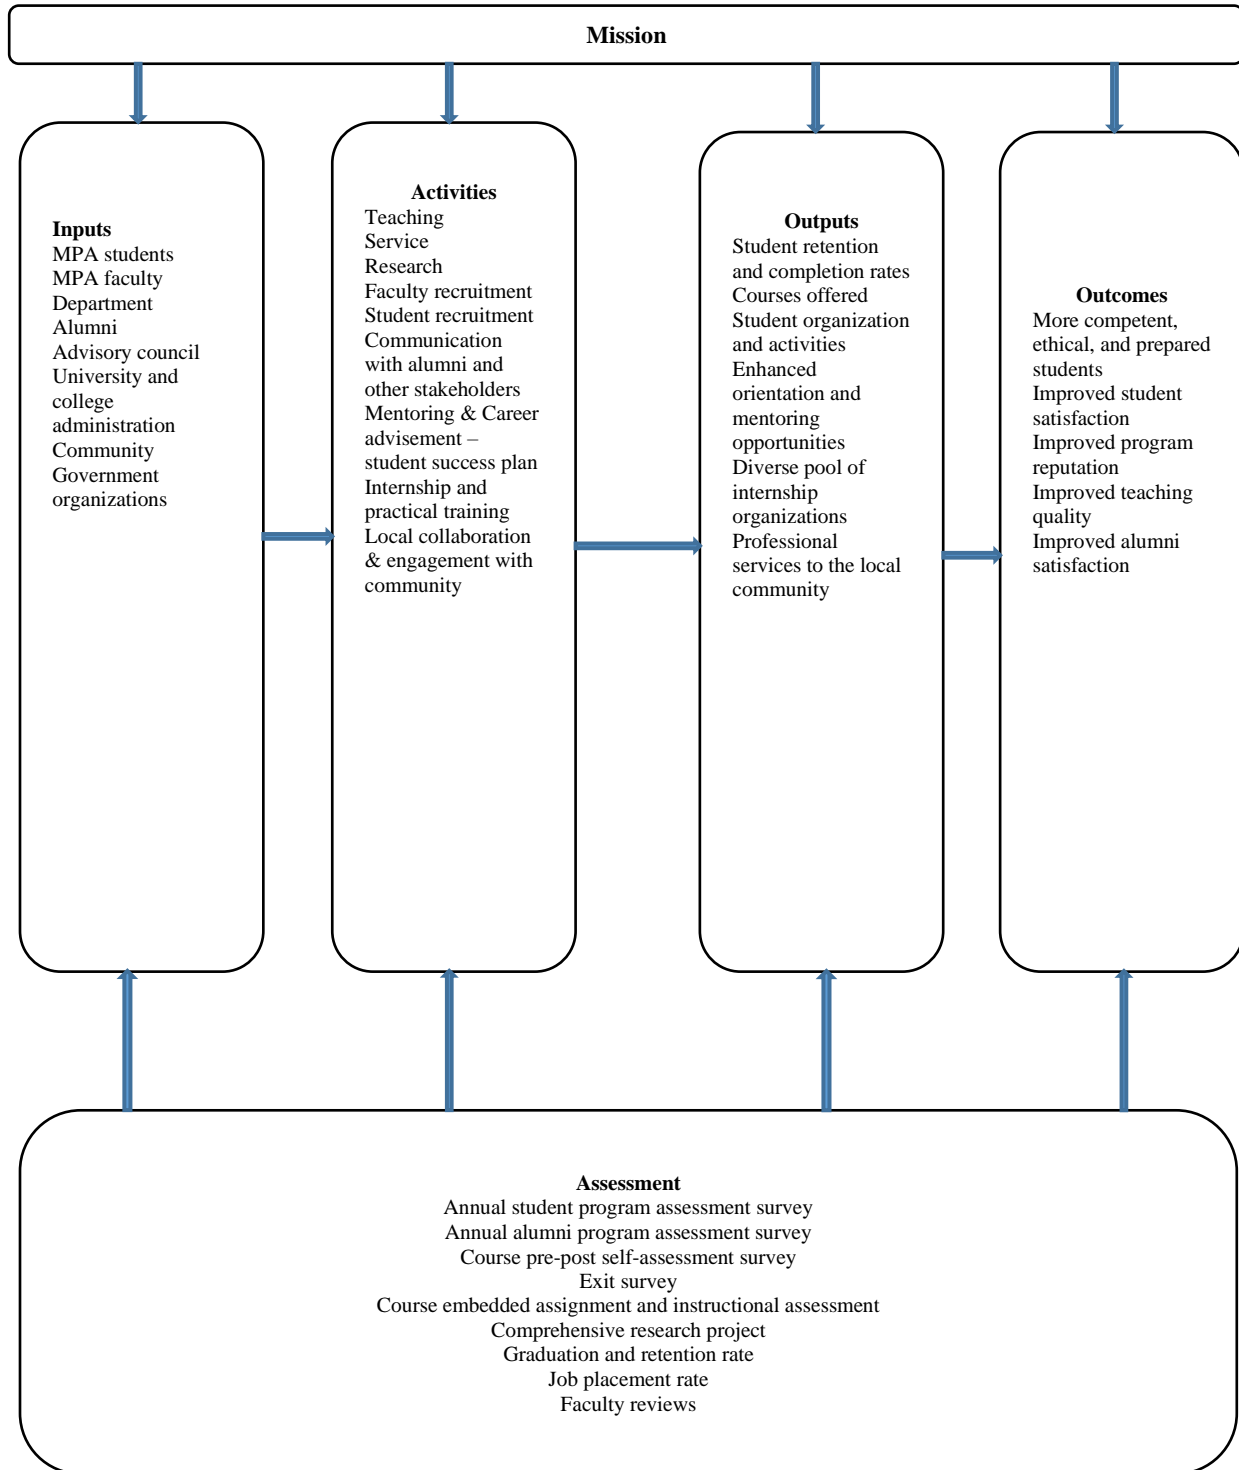 Mission
Inputs
MPA students
MPA faculty
Department
Alumni
Advisory council
University and
college
administration
Community
Government
organizations
Activities
Teaching
Service
Research
Faculty recruitment
Student recruitment
Communication
with alumni and
other stakeholders
Mentoring & Career
advisement –
student success plan
Internship and
practical training
Local collaboration
& engagement with
community
Outputs
Student retention
and completion rates
Courses offered
Student organization
and activities
Enhanced
orientation and
mentoring
opportunities
Diverse pool of
internship
organizations
Professional
services to the local
community
Outcomes
More competent,
ethical, and prepared
students
Improved student
satisfaction
Improved program
reputation
Improved teaching
quality
Improved alumni
satisfaction
Assessment
Annual student program assessment survey
Annual alumni program assessment survey
Course pre-post self-assessment survey
Exit survey
Course embedded assignment and instructional assessment
Comprehensive research project
Graduation and retention rate
Job placement rate
Faculty reviews